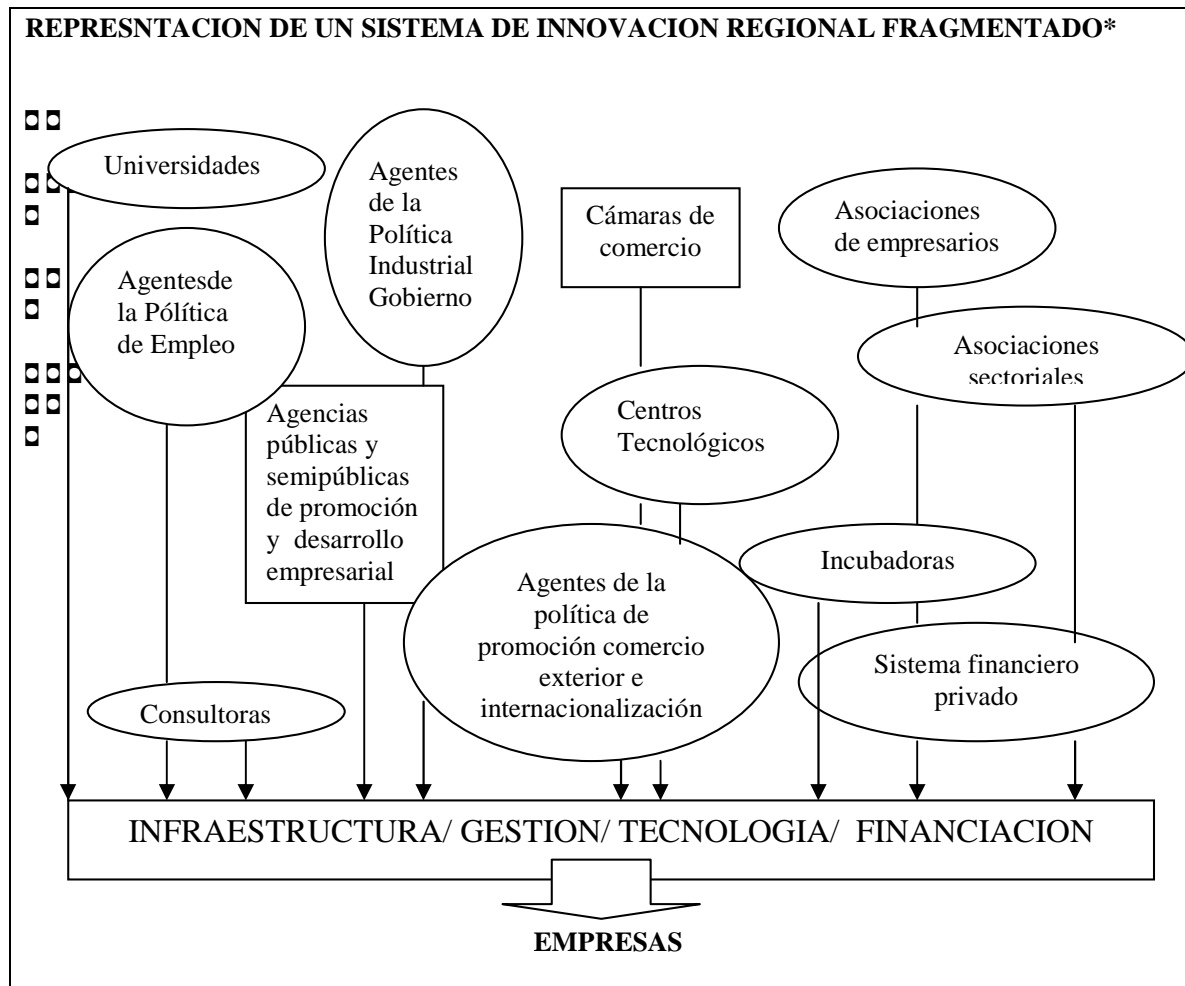 REPRESNTACION DE UN SISTEMA DE INNOVACION REGIONAL FRAGMENTADO*
Universidades
Agentes
de la
Política
Industrial
Gobierno
Cámaras de
comercio
Asociaciones
de empresarios
Agentesde
la Pólítica
de Empleo
Asociaciones
sectoriales
Agencias
públicas y
semipúblicas
de promoción
y desarrollo
empresarial
Centros
Tecnológicos
Incubadoras
Agentes de la
política de
promoción comercio
exterior e
internacionalización
Sistema financiero
privado
Consultoras
INFRAESTRUCTURA/ GESTION/ TECNOLOGIA/ FINANCIACION
EMPRESAS